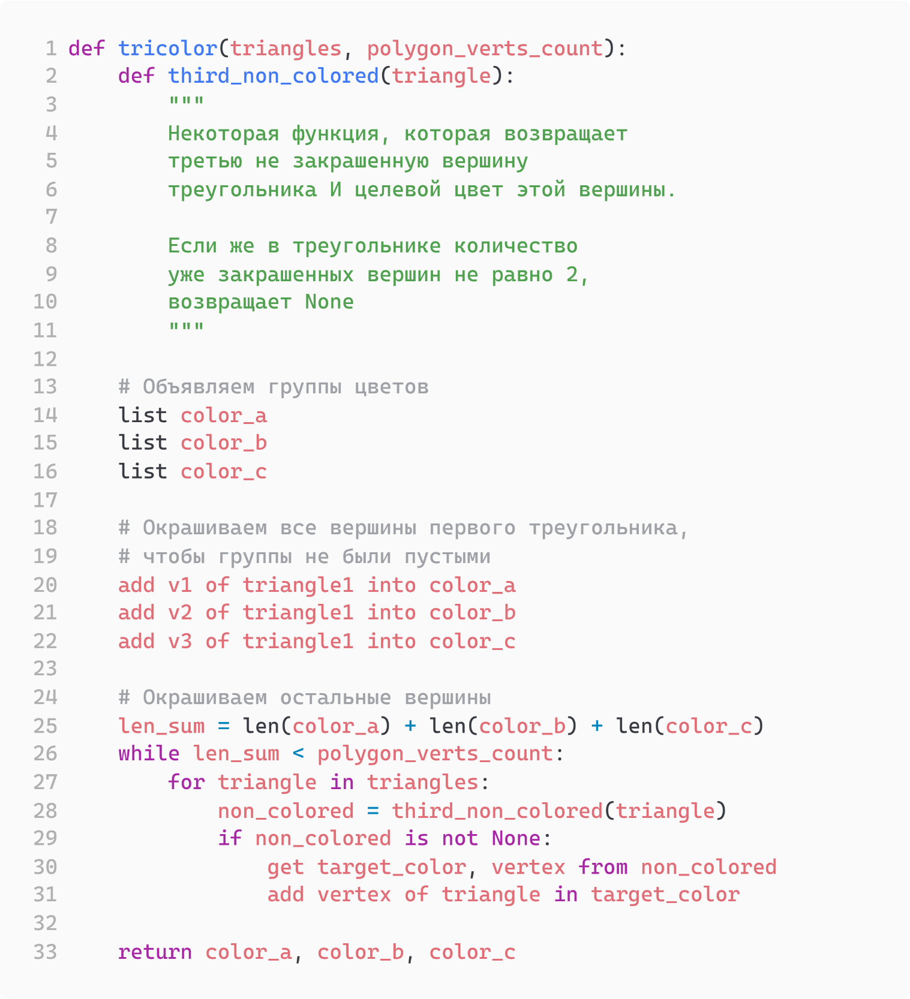 1 def tricolor(triangles, polygon_verts_count):
2     def third_non_colored(triangle):
3         """
4         Некоторая функция, которая возвращает
5         третью не закрашенную вершину
6         треугольника И целевой цвет этой вершины.
7
8         Если же в треугольнике количество
9         уже закрашенных вершин не равно 2,
10         возвращает None
11         """
12
13     # Объявляем группы цветов
14     list color_a
15     list color_b
16     list color_c
17
18     # Окрашиваем все вершины первого треугольника,
19     # чтобы группы не были пустыми
20     add v1 of triangle1 into color_a
21     add v2 of triangle1 into color_b
22     add v3 of triangle1 into color_c
23
24     # Окрашиваем остальные вершины
25     len_sum = len(color_a) + len(color_b) + len(color_c)
26     while len_sum < polygon_verts_count:
27         for triangle in triangles:
28             non_colored = third_non_colored(triangle)
29             if non_colored is not None:
30                 get target_color, vertex from non_colored
31                 add vertex of triangle in target_color
32
33     return color_a, color_b, color_c